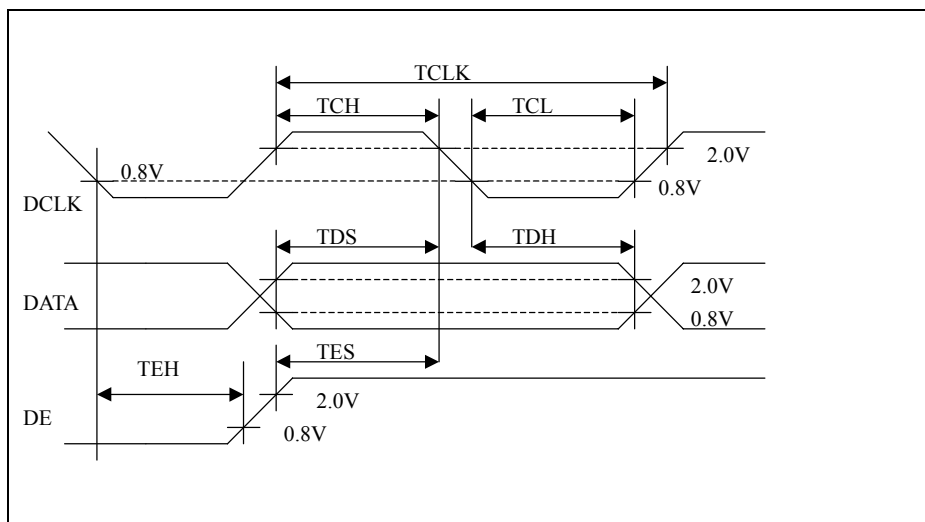 TCLK
TCH TCL
0.8V 2.0V
DCLK 0.8V
TDS TDH
DATA 2.0V
0.8V
TEH TES
DE 2.0V
0.8V